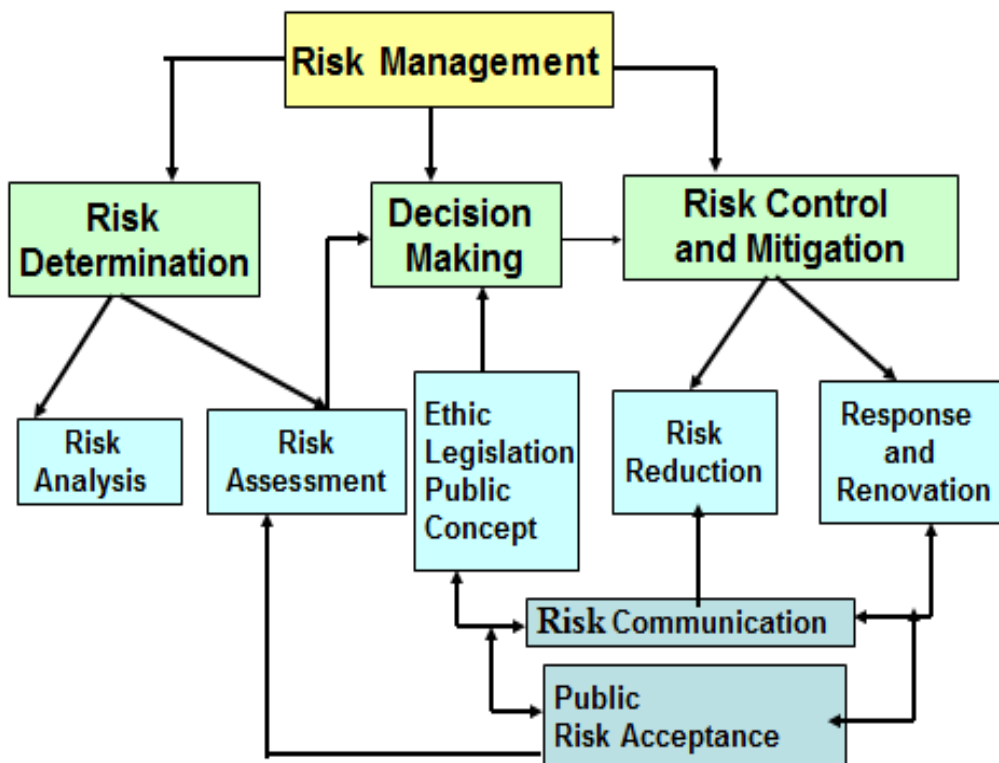 Risk Management
Risk
Determination
Decision
Making
Risk Control
and Mitigation
Risk
Analysis
Risk
Assessment
Ethic
Legislation
Public
Concept
Risk
Reduction
Response
and
Renovation
Risk Communication
Public
Risk Acceptance